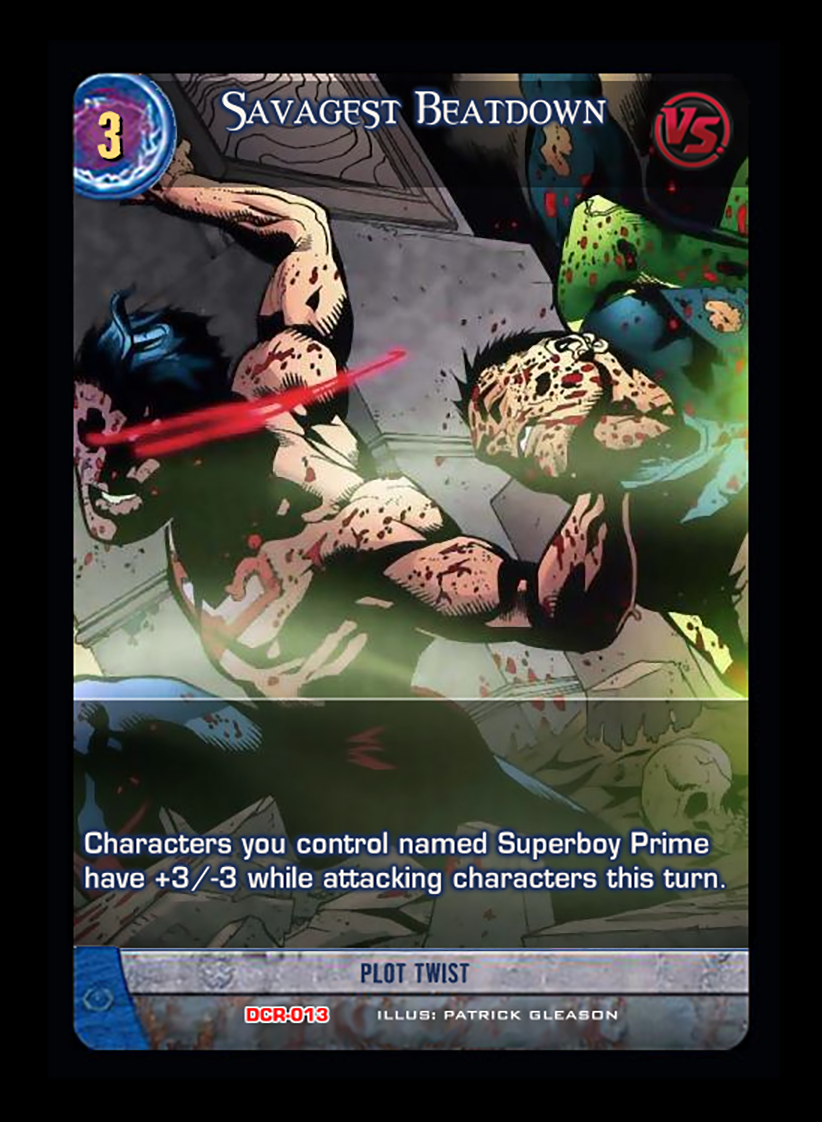 3
SAVAGEST BEATDOWN
VS.
Characters you control named Superboy Prime
have +3/-3 while attacking characters this turn.
PLOT TWIST
DCR-013 ILLUS: PATRICK GLEASON